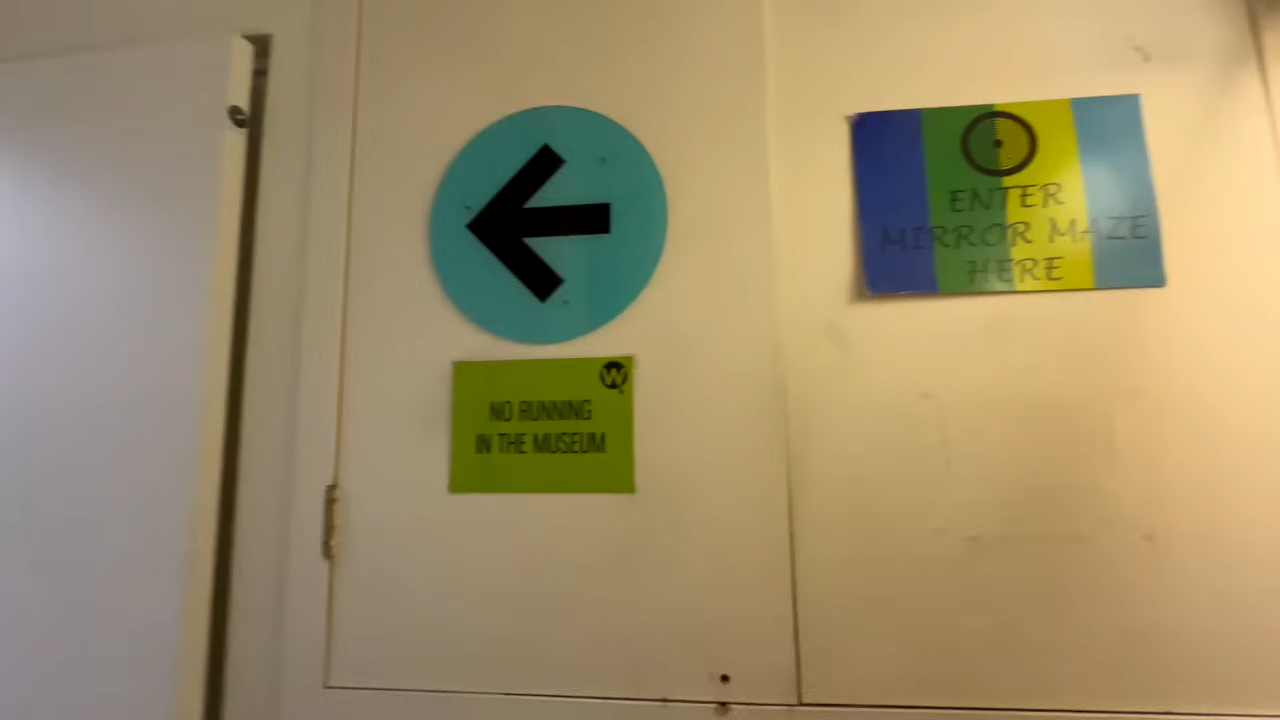 ENTER
MIRROR MAZE
HERE
W
NO RUNNING
IN THE MUSEUM